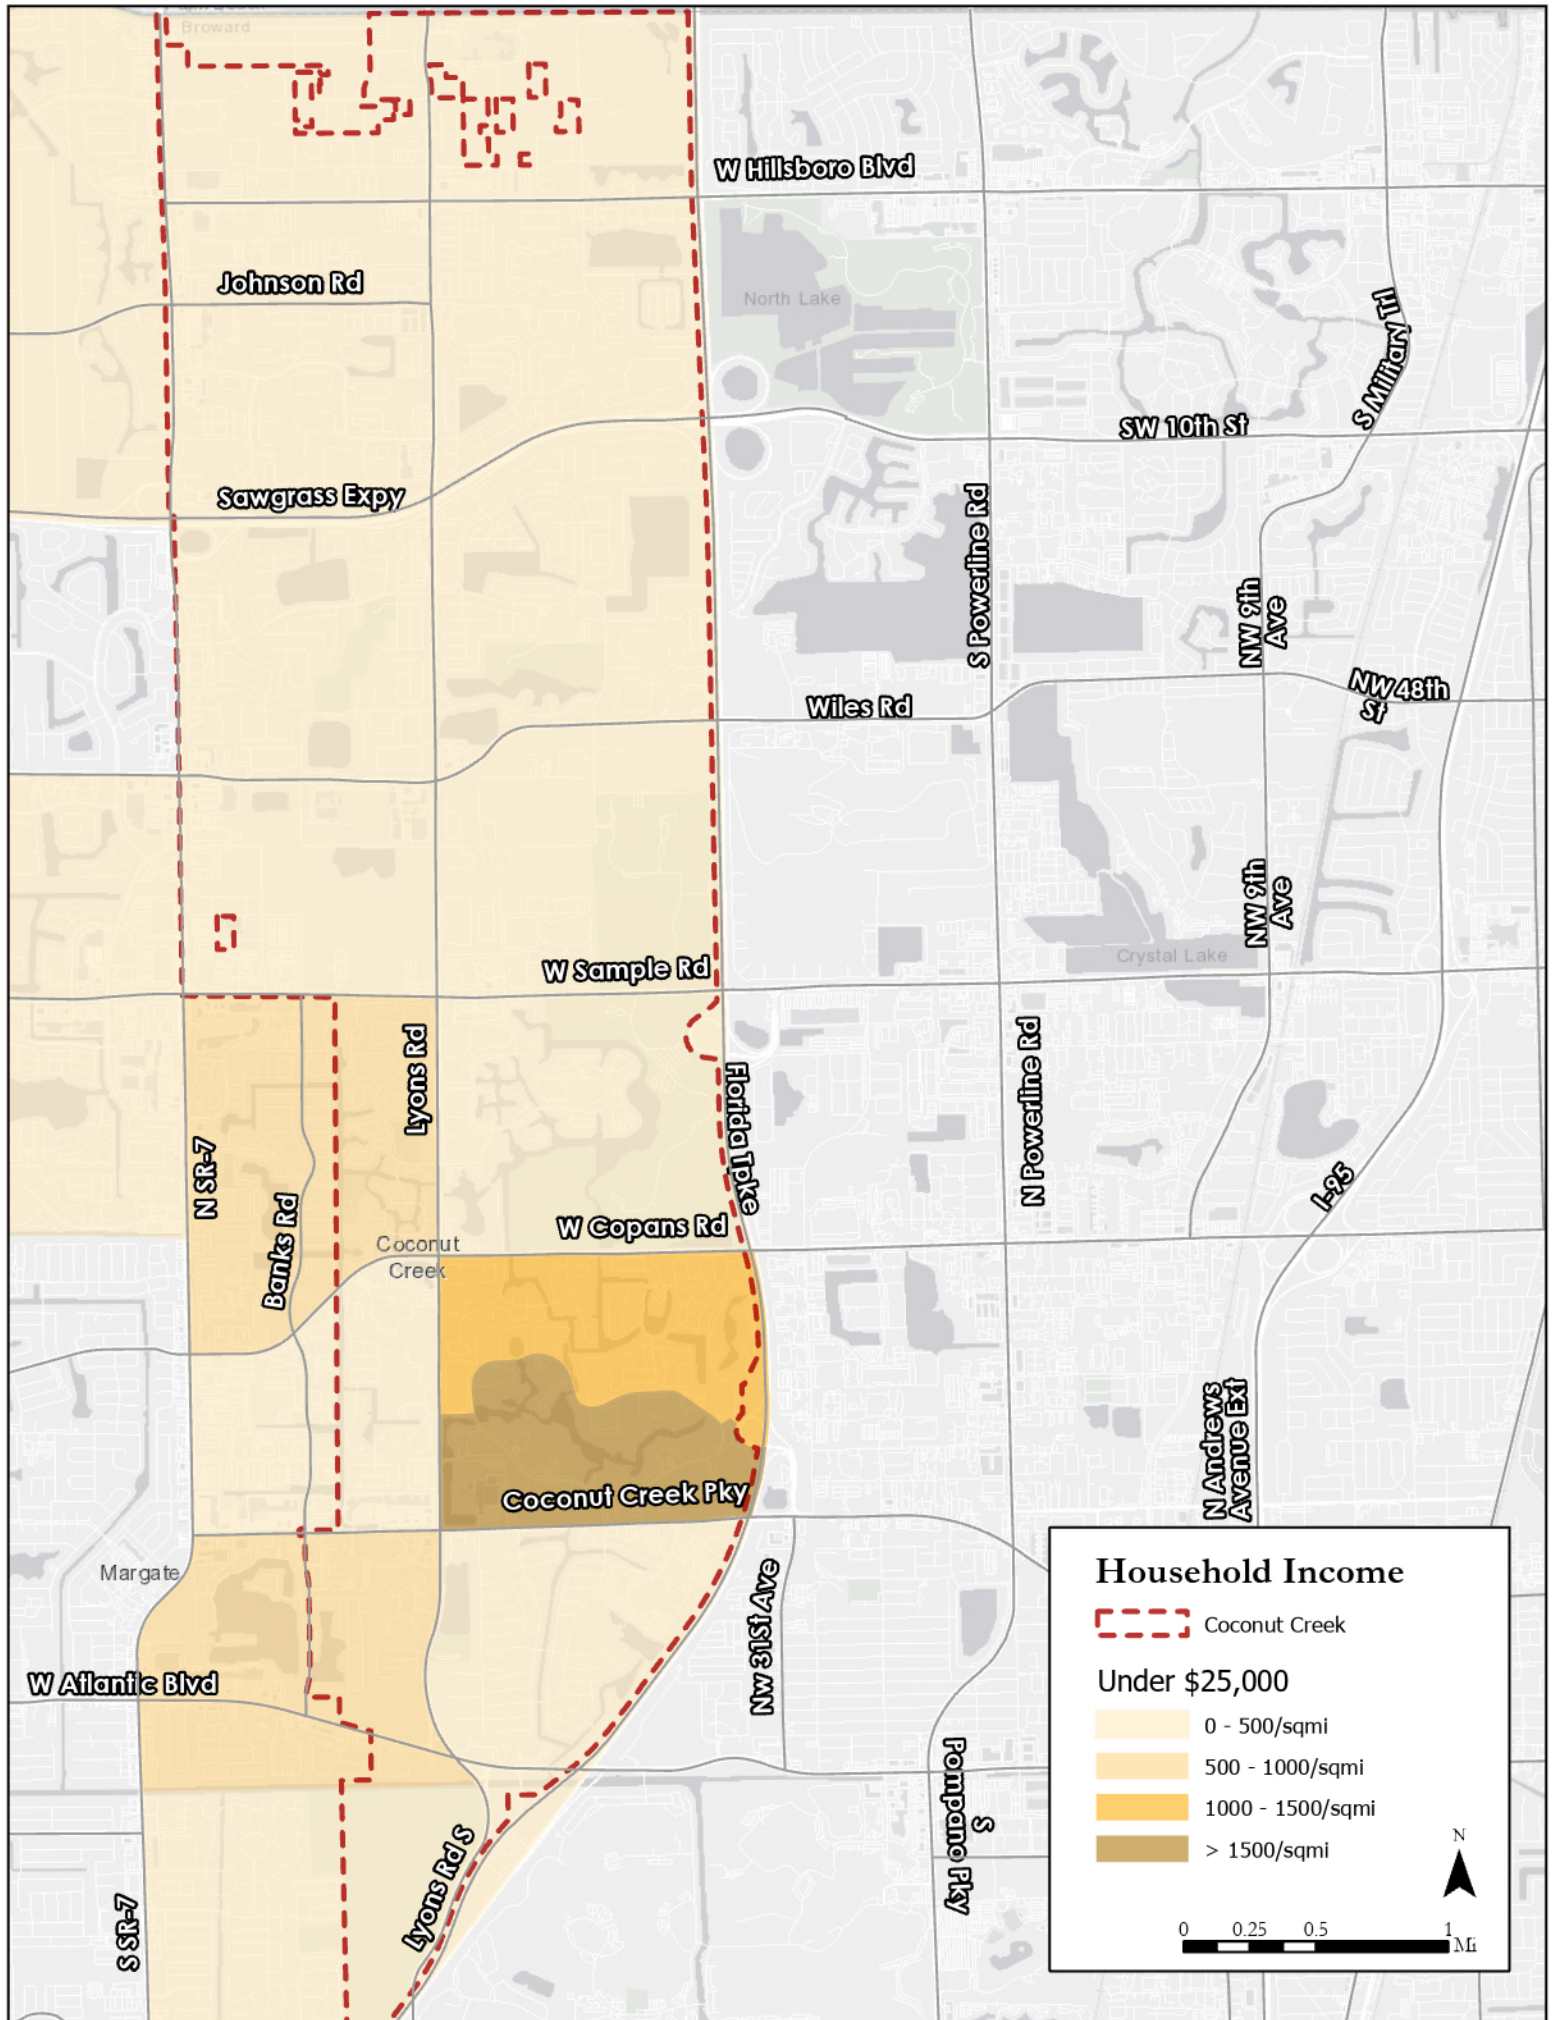 Broward
W Hillsboro Blvd
Johnson Rd
North Lake
S Military Trl
SW 10th St
Sawgrass Expy
S Powerline Rd
NW 9th
Ave
NW 48th
St
Wiles Rd
NW 9th
Ave
W Sample Rd
Crystal Lake
Lyons Rd
N Powerline Rd
Florida Tpke
N SR-7
I-95
Banks Rd
W Copans Rd
Coconut
Creek
N Andrews
Avenue Ext
Coconut Creek Pky
Margate
Nw 31St Ave
W Atlantic Blvd
S
Pompano Pky
Lyons Rd S
S SR-7
Household Income
Coconut Creek
Under $25,000
0 - 500/sqmi
500 - 1000/sqmi
1000 - 1500/sqmi
> 1500/sqmi
N
0 0.25 0.5 1
Mi